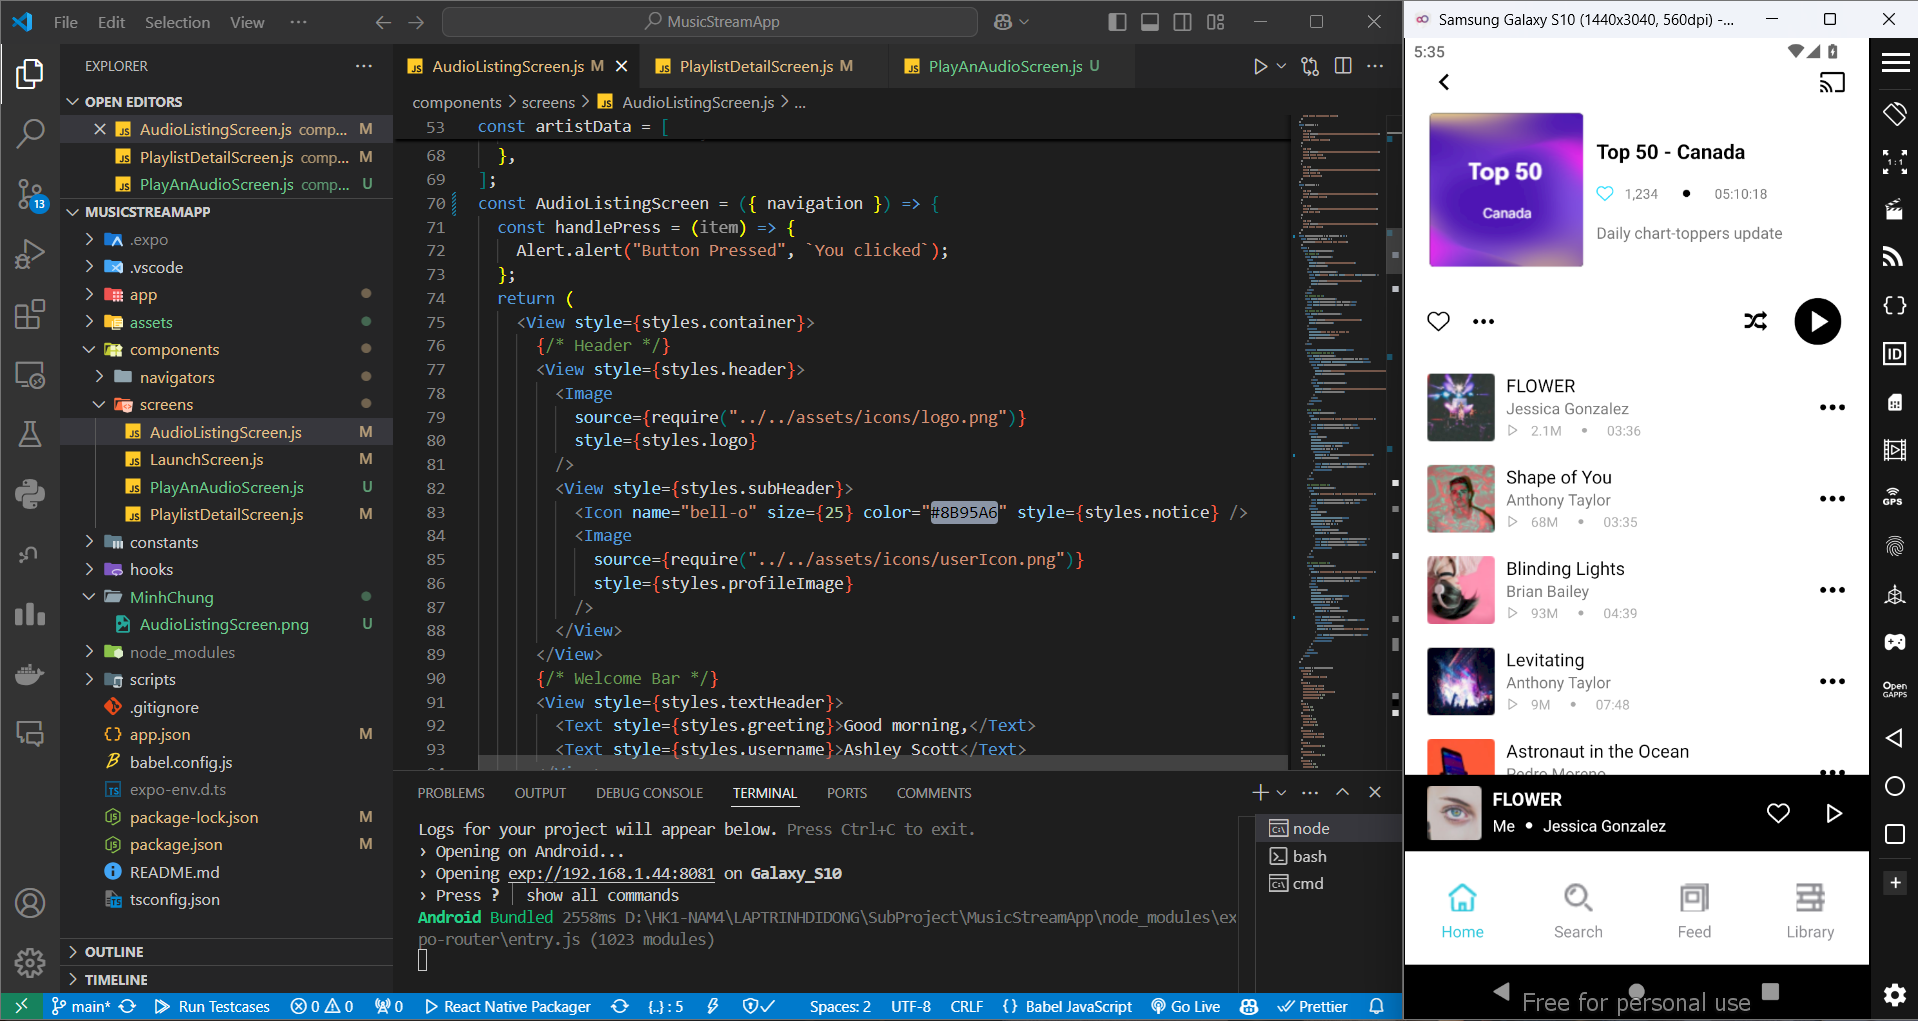 File Edit Selection View ··· MusicStreamApp
EXPLORER
OPEN EDITORS
AudioListingScreen.js comp... M
PlaylistDetailScreen.js comp... M
PlayAnAudioScreen.js comp... U
MUSICSTREAMAPP
.expo
.vscode
app
assets
components
navigators
screens
AudioListingScreen.js M
LaunchScreen.js M
PlayAnAudioScreen.js U
PlaylistDetailScreen.js M
constants
hooks
MinhChung
AudioListingScreen.png U
node_modules
scripts
.gitignore
app.json M
babel.config.js
expo-env.d.ts
package-lock.json M
package.json M
README.md
tsconfig.json
OUTLINE
TIMELINE
13
AudioListingScreen.js M PlaylistDetailScreen.js M PlayAnAudioScreen.js U
components > screens > AudioListingScreen.js > ...
53 const artistData = [
68 },
69 ];
70 const AudioListingScreen = ({ navigation }) => {
71 const handlePress = (item) => {
72 Alert.alert("Button Pressed", `You clicked`);
73 };
74 return (
75 <View style={styles.container}>
76 {/* Header */}
77 <View style={styles.header}>
78 <Image
79 source={require("../../assets/icons/logo.png")}
80 style={styles.logo}
81 />
82 <View style={styles.subHeader}>
83 <Icon name="bell-o" size={25} color="#8B95A6" style={styles.notice} />
84 <Image
85 source={require("../../assets/icons/userIcon.png")}
86 style={styles.profileImage}
87 />
88 </View>
89 </View>
90 {/* Welcome Bar */}
91 <View style={styles.textHeader}>
92 <Text style={styles.greeting}>Good morning,</Text>
93 <Text style={styles.username}>Ashley Scott</Text>
PROBLEMS OUTPUT DEBUG CONSOLE TERMINAL PORTS COMMENTS
Logs for your project will appear below. Press Ctrl+C to exit.
› Opening on Android...
› Opening exp://192.168.1.44:8081 on Galaxy_S10
› Press ? │ show all commands
Android Bundled 2558ms D:\HK1-NAM4\LAPTRINHDIDONG\SubProject\MusicStreamApp\node_modules\ex
po-router\entry.js (1023 modules)
node
bash
cmd
main* Run Testcases 0 0 0 React Native Packager {..} : 5 Spaces: 2 UTF-8 CRLF {} Babel JavaScript Go Live Prettier
Samsung Galaxy S10 (1440x3040, 560dpi) -...
5:35
Top 50
Canada
Top 50 - Canada
1,234 • 05:10:18
Daily chart-toppers update
FLOWER
Jessica Gonzalez
2.1M • 03:36
Shape of You
Anthony Taylor
68M • 03:35
Blinding Lights
Brian Bailey
93M • 04:39
Levitating
Anthony Taylor
9M • 07:48
Astronaut in the Ocean
Pedro Moreno
FLOWER
Me • Jessica Gonzalez
Home Search Feed Library
Free for personal use
1:1
ID
GPS
Open
GAPPS